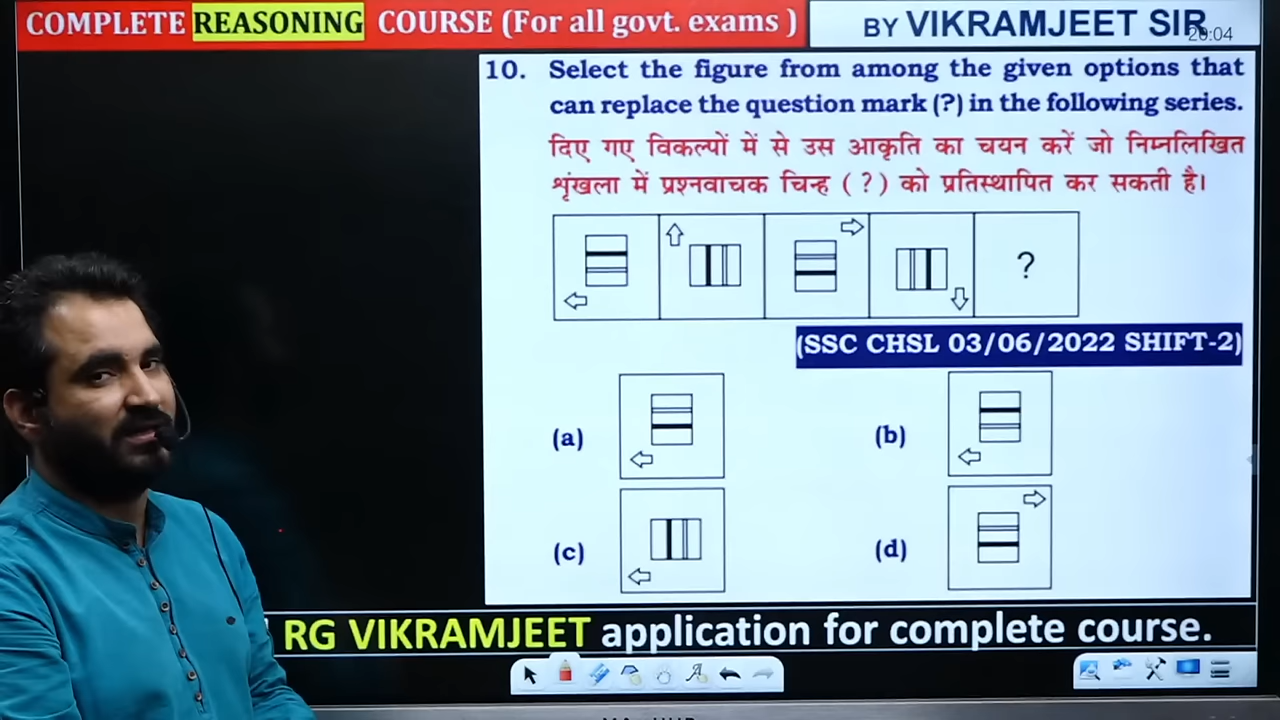 COMPLETE REASONING COURSE (For all govt. exams )
BY VIKRAMJEET SIR
20:04
10. Select the figure from among the given options that
can replace the question mark (?) in the following series.
दिए गए विकल्पों में से उस आकृति का चयन करें जो निम्नलिखित
शृंखला में प्रश्नवाचक चिन्ह ( ? ) को प्रतिस्थापित कर सकती है।
?
(SSC CHSL 03/06/2022 SHIFT-2)
(a)
(b)
(c)
(d)
RG VIKRAMJEET application for complete course.